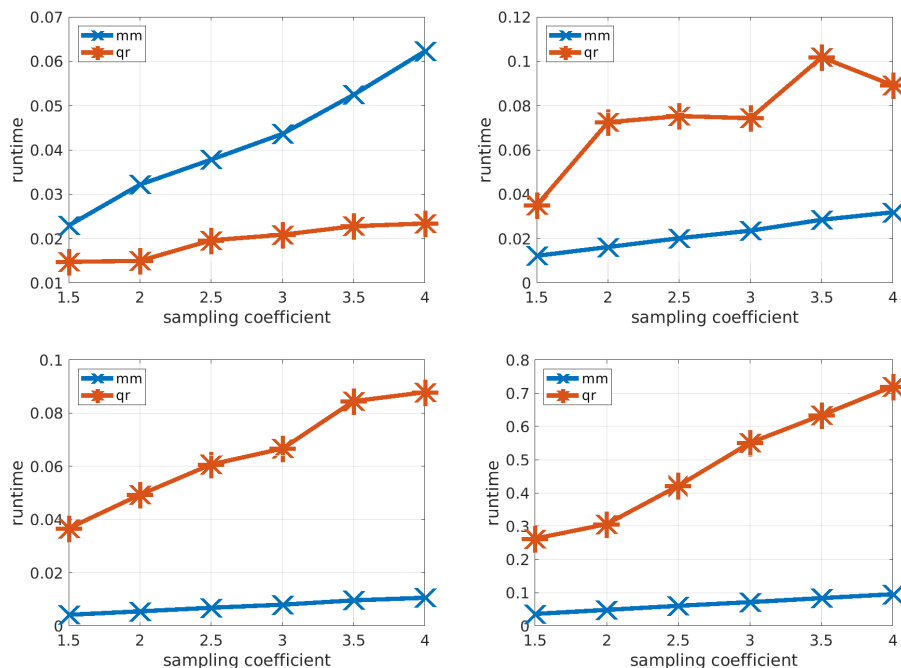 0.07
0.06
0.05
0.04
0.03
0.02
0.01
runtime
mm
qr
1.5 2 2.5 3 3.5 4
sampling coefficient
0.12
0.1
0.08
0.06
0.04
0.02
0
runtime
mm
qr
1.5 2 2.5 3 3.5 4
sampling coefficient
0.1
0.08
0.06
0.04
0.02
0
runtime
mm
qr
1.5 2 2.5 3 3.5 4
sampling coefficient
0.8
0.7
0.6
0.5
0.4
0.3
0.2
0.1
0
runtime
mm
qr
1.5 2 2.5 3 3.5 4
sampling coefficient